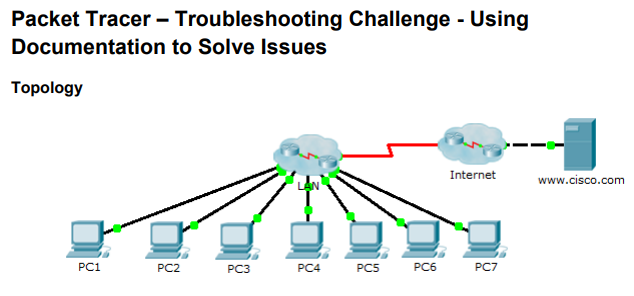 Packet Tracer – Troubleshooting Challenge - Using
Documentation to Solve Issues
Topology
LAN
Internet
www.cisco.com
PC1
PC2
PC3
PC4
PC5
PC6
PC7